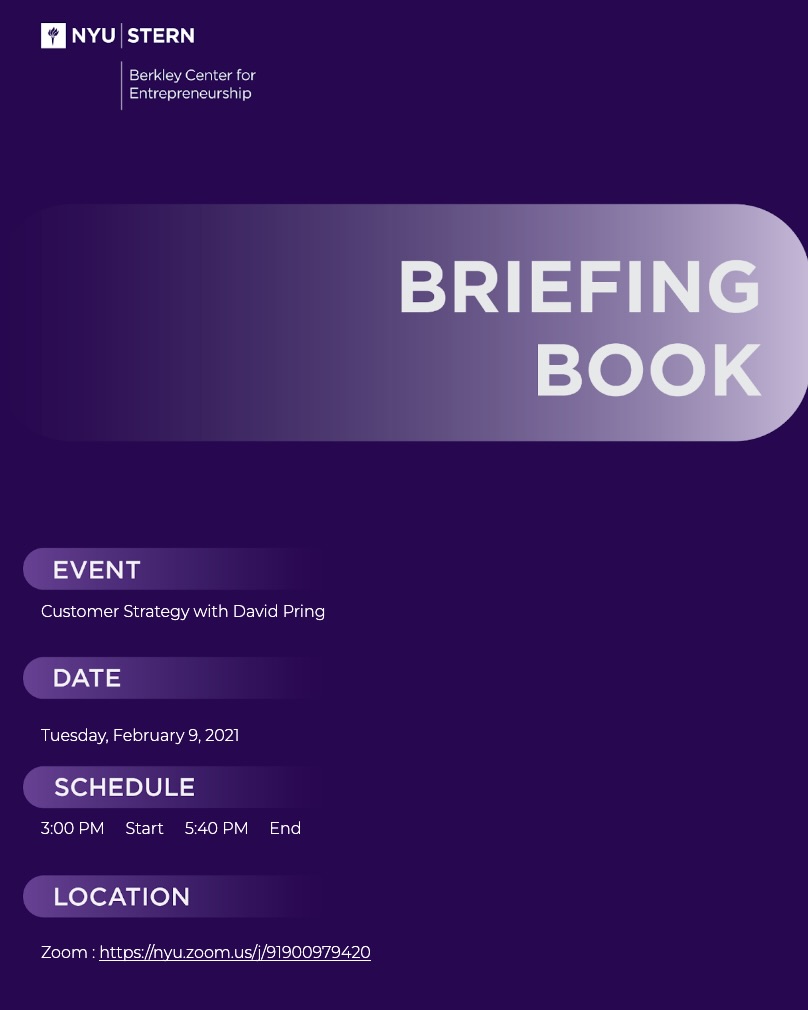 NYU STERN
Berkley Center for
Entrepreneurship
BRIEFING
BOOK
EVENT
Customer Strategy with David Pring
DATE
Tuesday, February 9, 2021
SCHEDULE
3:00 PM Start 5:40 PM End
LOCATION
Zoom : https://nyu.zoom.us/j/91900979420